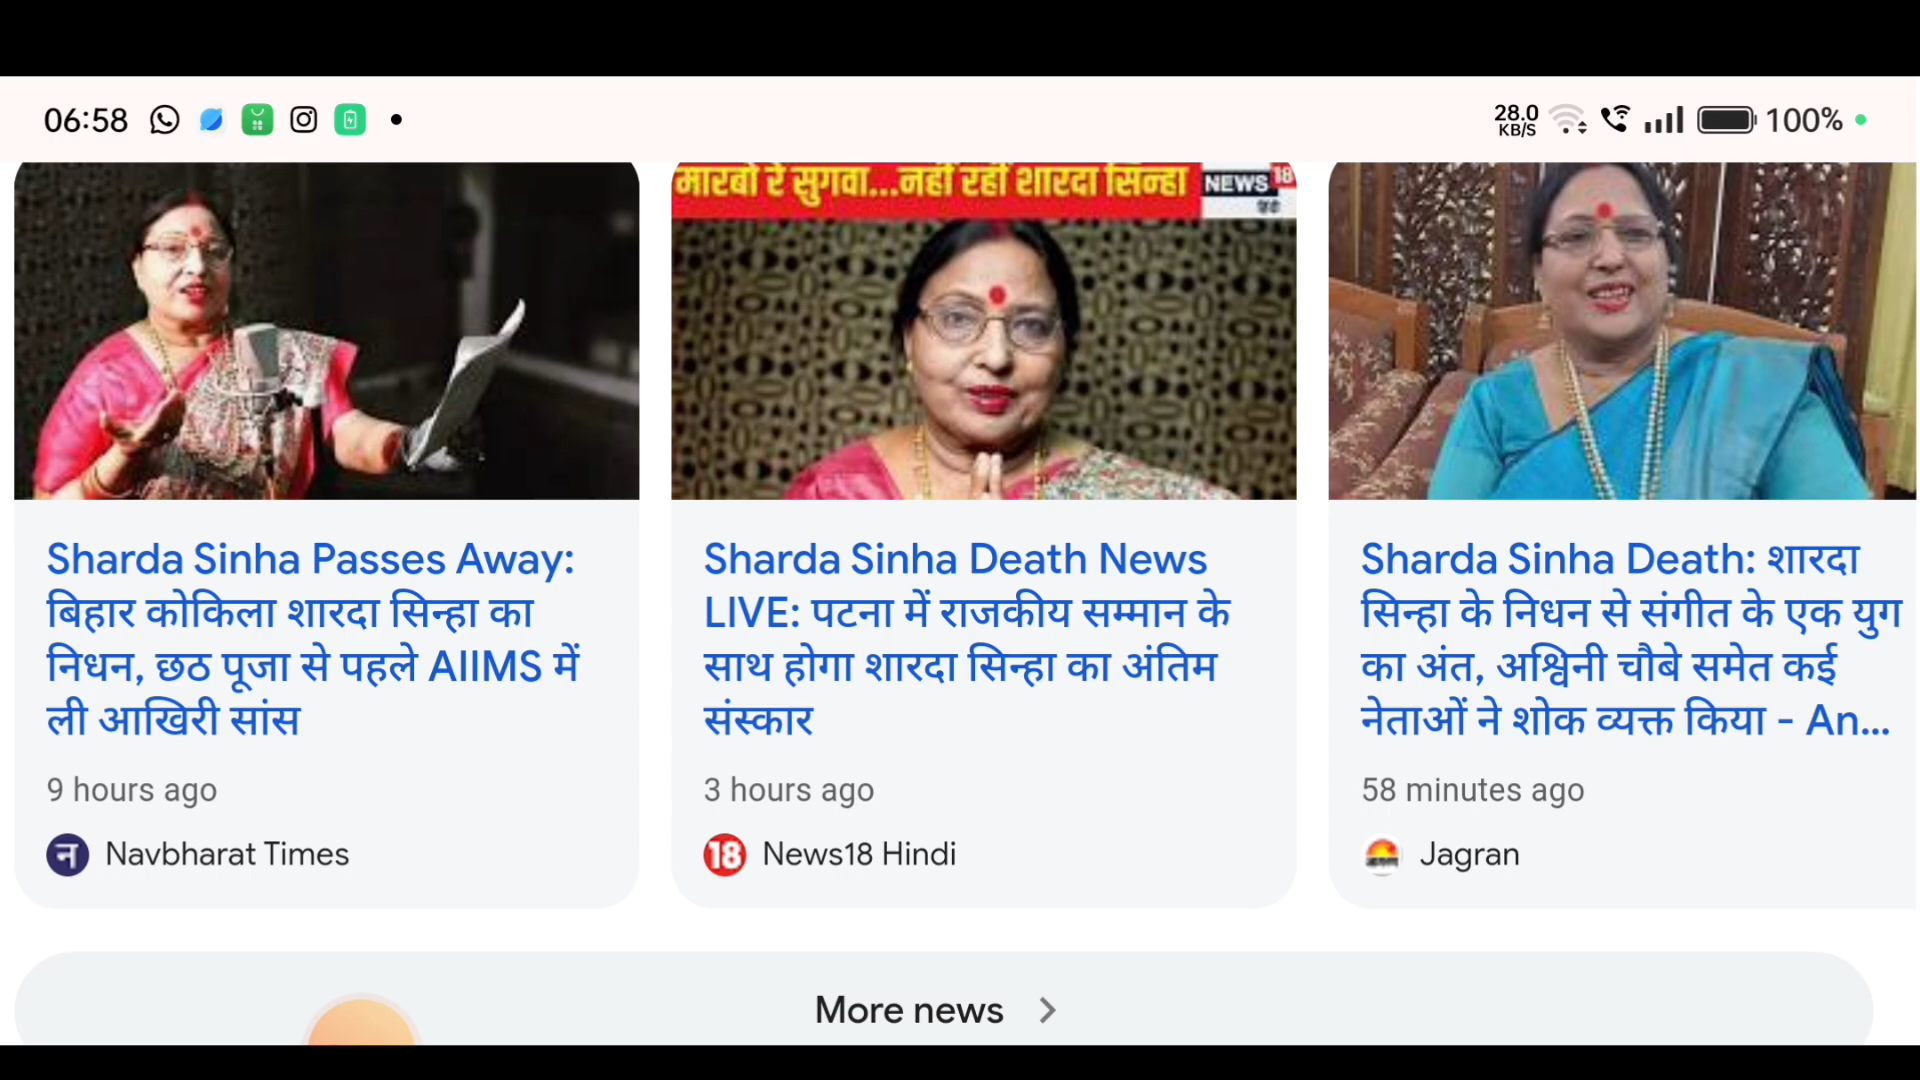 06:58
28.0
KB/S
100%
मारबो रे सुगवा...नहीं रहीं शारदा सिन्हा
NEWS 18
Sharda Sinha Passes Away:
बिहार कोकिला शारदा सिन्हा का
निधन, छठ पूजा से पहले AIIMS में
ली आखिरी सांस
9 hours ago
न Navbharat Times
Sharda Sinha Death News
LIVE: पटना में राजकीय सम्मान के
साथ होगा शारदा सिन्हा का अंतिम
संस्कार
3 hours ago
18 News18 Hindi
Sharda Sinha Death: शारदा
सिन्हा के निधन से संगीत के एक युग
का अंत, अश्विनी चौबे समेत कई
नेताओं ने शोक व्यक्त किया - An...
58 minutes ago
Jagran
More news